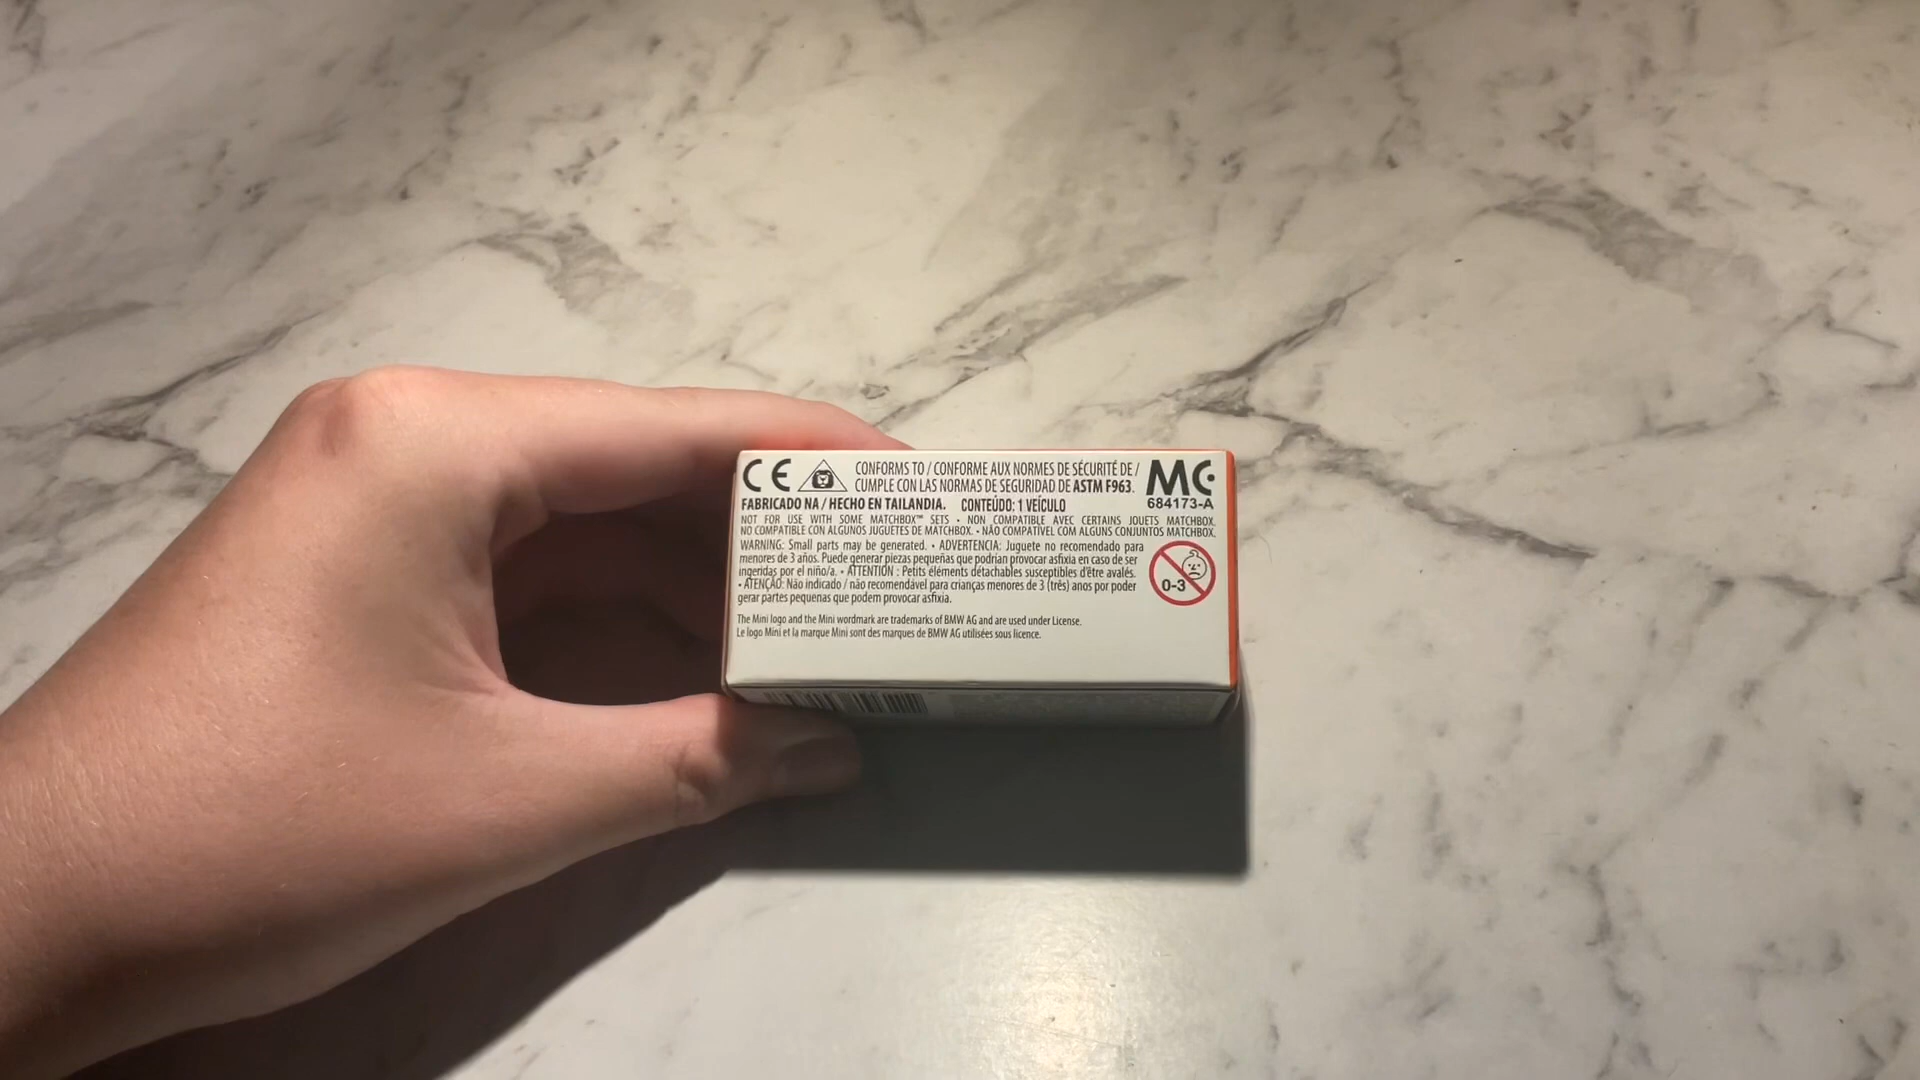 CE CONFORMS TO / CONFORME AUX NORMES DE SÉCURITÉ DE / MC
CUMPLE CON LAS NORMAS DE SEGURIDAD DE ASTM F963.
FABRICADO NA / HECHO EN TAILANDIA. CONTEÚDO: 1 VEÍCULO 684173-A
NOT FOR USE WITH SOME MATCHBOX™ SETS • NON COMPATIBLE AVEC CERTAINS JOUETS MATCHBOX.
NO COMPATIBLE CON ALGUNOS JUGUETES DE MATCHBOX. • NÃO COMPATÍVEL COM ALGUNS CONJUNTOS MATCHBOX.
WARNING: Small parts may be generated. • ADVERTENCIA: Juguete no recomendado para
menores de 3 años. Puede generar piezas pequeñas que podrían provocar asfixia en caso de ser
ingeridas por el niño/a. • ATTENTION : Petits éléments détachables susceptibles d'être avalés.
• ATENÇÃO: Não indicado / não recomendável para crianças menores de 3 (três) anos por poder
gerar partes pequenas que podem provocar asfixia.
0-3
The Mini logo and the Mini wordmark are trademarks of BMW AG and are used under License.
Le logo Mini et la marque Mini sont des marques de BMW AG utilisées sous licence.